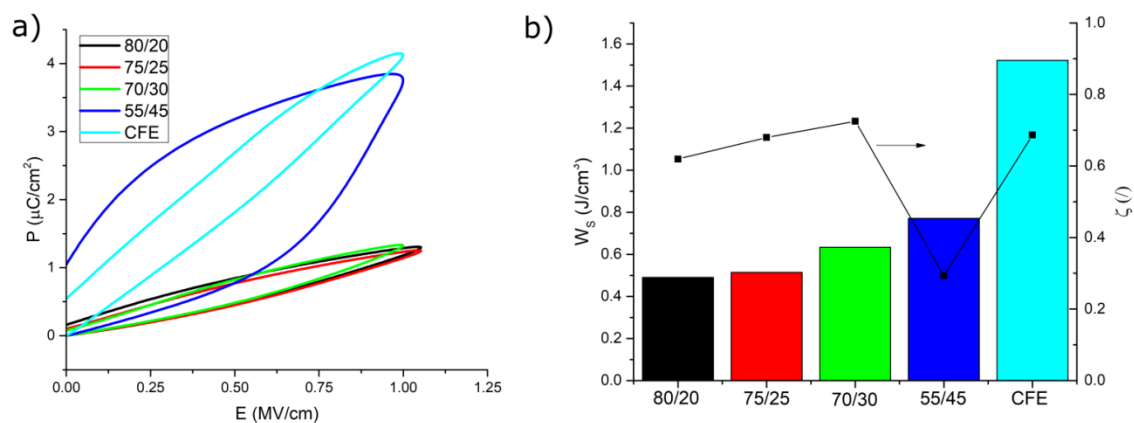 a)
80/20
75/25
70/30
55/45
CFE
P (μC/cm²)
4
3
2
1
0
0.00 0.25 0.50 0.75 1.00 1.25
E (MV/cm)
b)
W_S (J/cm³)
1.6
1.4
1.2
1.0
0.8
0.6
0.4
0.2
0.0
80/20 75/25 70/30 55/45 CFE
1.0
0.8
0.6
0.4
0.2
0.0
ζ (/)